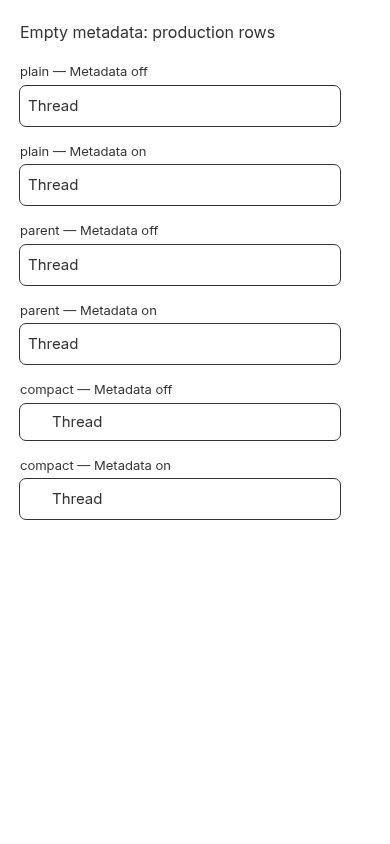 Empty metadata: production rows
plain — Metadata off
Thread
plain — Metadata on
Thread
parent — Metadata off
Thread
parent — Metadata on
Thread
compact — Metadata off
Thread
compact — Metadata on
Thread